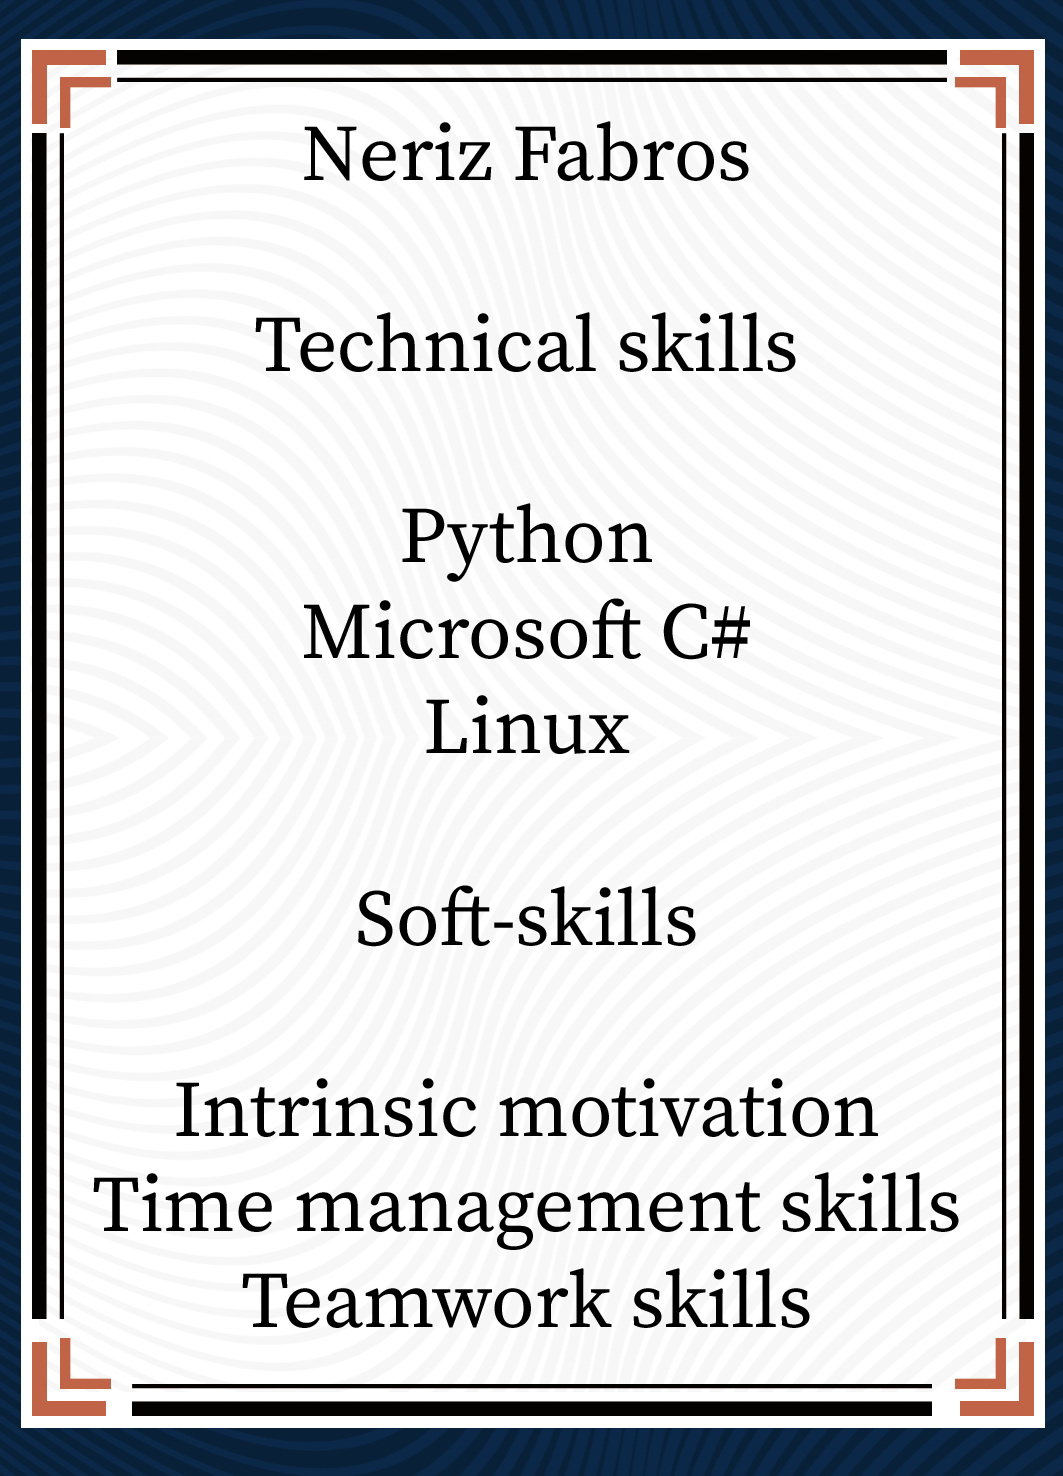 Neriz Fabros
Technical skills
Python
Microsoft C#
Linux
Soft-skills
Intrinsic motivation
Time management skills
Teamwork skills